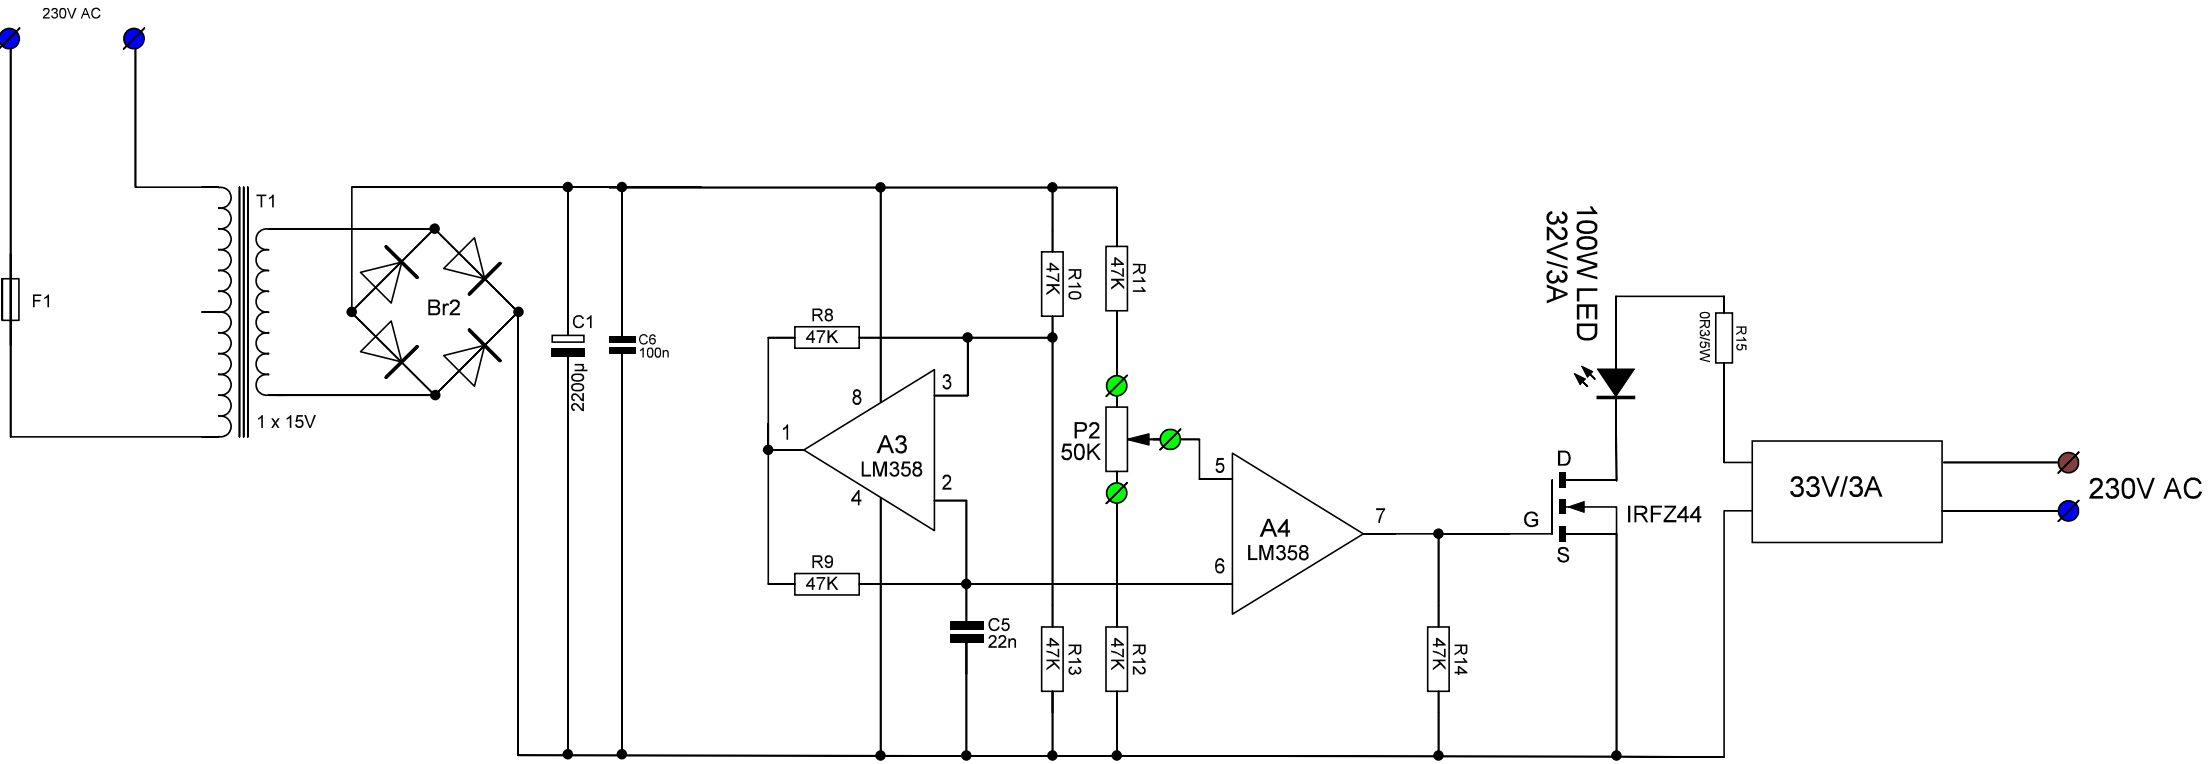 230V AC
F1
T1
1 x 15V
Br2
C1
2200µ
C6
100n
R8
47K
1
8
3
A3
LM358
4
2
R9
47K
C5
22n
R10
47K
R11
47K
P2
50K
R13
47K
R12
47K
5
6
A4
LM358
7
R14
47K
100W LED
32V/3A
D
G
S
IRFZ44
R15
0R3/5W
33V/3A
230V AC